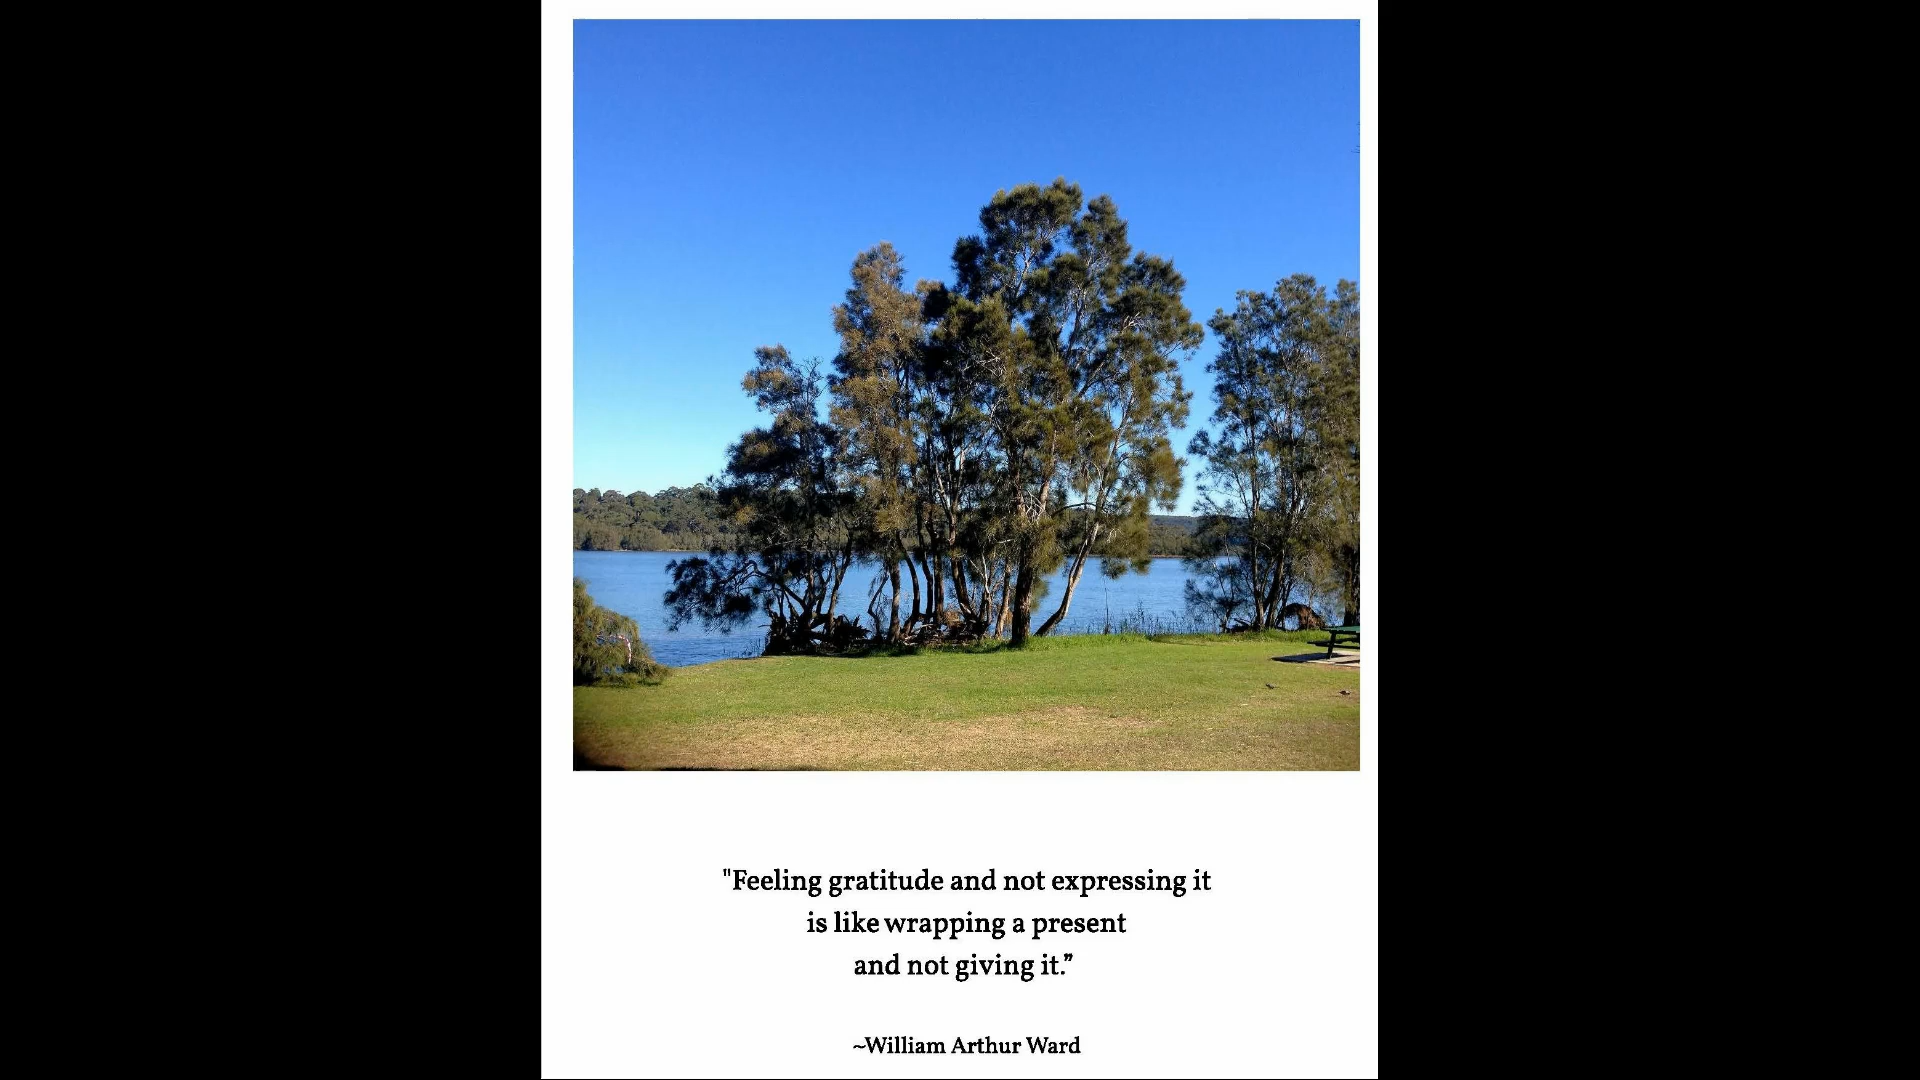 "Feeling gratitude and not expressing it
is like wrapping a present
and not giving it.”
~William Arthur Ward